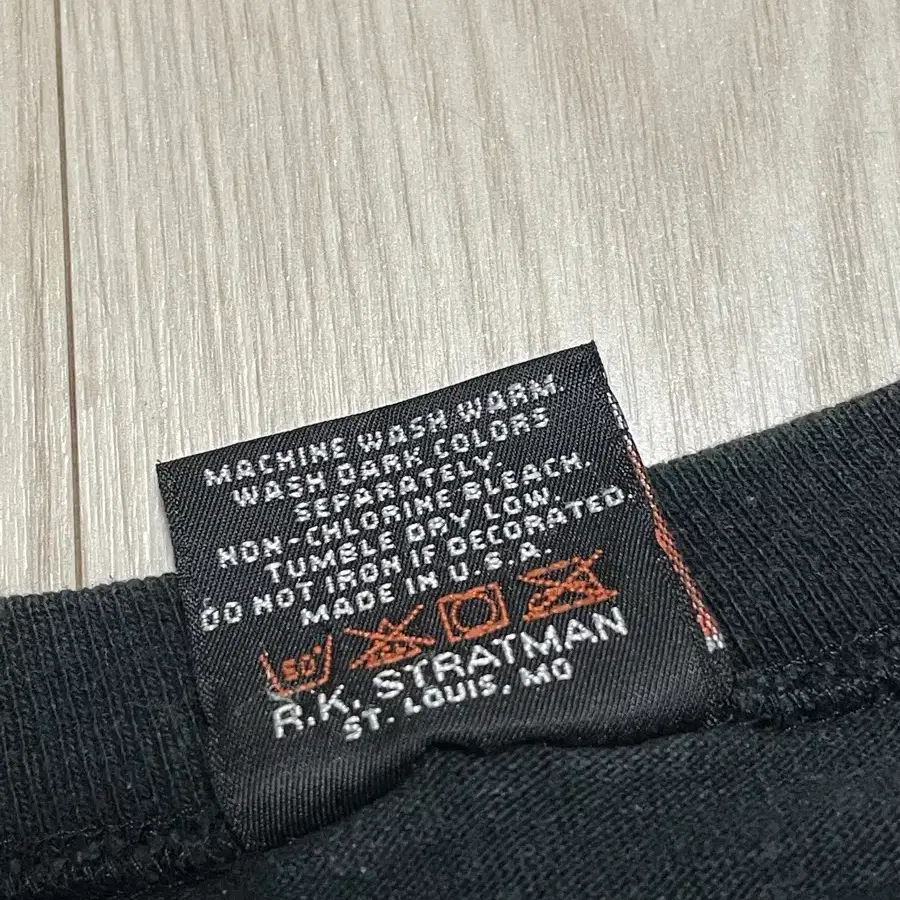 MACHINE WASH WARM.
WASH DARK COLORS
SEPARATELY.
NON-CHLORINE BLEACH.
TUMBLE DRY LOW.
DO NOT IRON IF DECORATED.
MADE IN U.S.A.
50°
R.K. STRATMAN
ST. LOUIS, MO